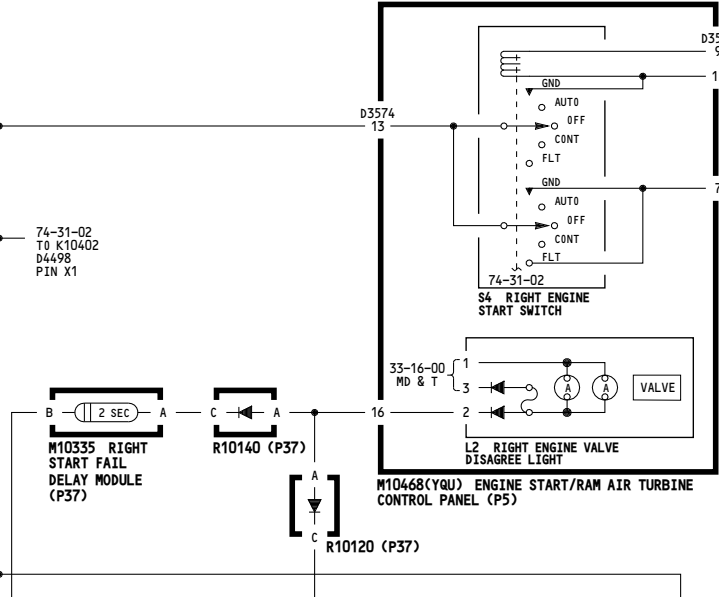 D35
9
1
GND
AUTO
OFF
CONT
FLT
D3574
13
7
GND
AUTO
OFF
CONT
FLT
74-31-02
TO K10402
D4498
PIN X1
74-31-02
S4 RIGHT ENGINE
START SWITCH
33-16-00
MD & T
1
3
2
A
A
VALVE
L2 RIGHT ENGINE VALVE
DISAGREE LIGHT
B
2 SEC
A
C
A
16
M10335 RIGHT
START FAIL
DELAY MODULE
(P37)
R10140 (P37)
M10468(YQU) ENGINE START/RAM AIR TURBINE
CONTROL PANEL (P5)
A
C
R10120 (P37)